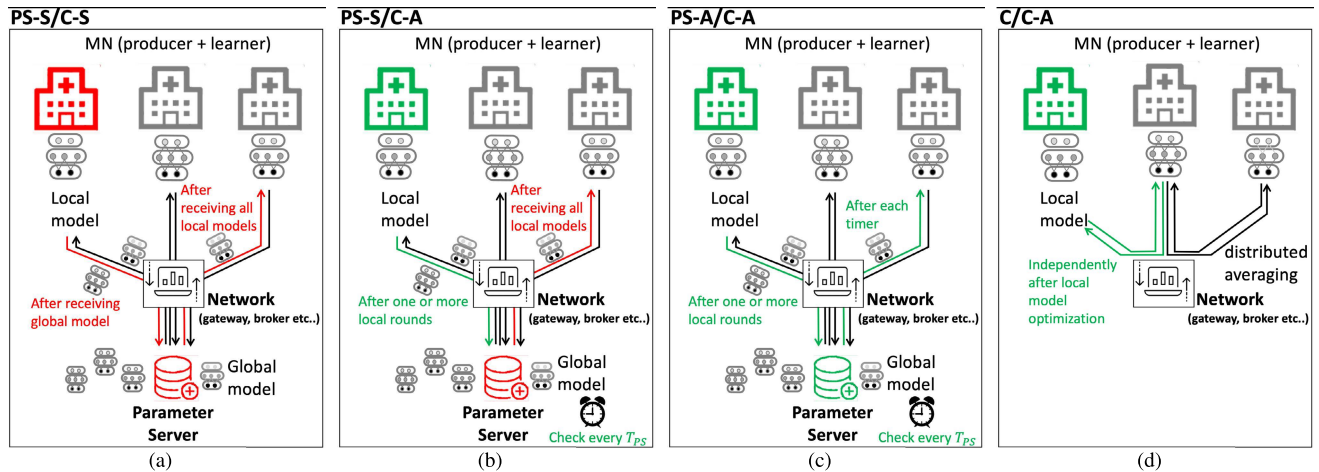 PS-S/C-S
MN (producer + learner)
Local
model
After
receiving all
local models
After receiving
global model
Network
(gateway, broker etc..)
Global
model
Parameter
Server
(a)
PS-S/C-A
MN (producer + learner)
Local
model
After
receiving all
local models
After one or more
local rounds
Network
(gateway, broker etc..)
Global
model
Parameter
Server
Check every T_PS
(b)
PS-A/C-A
MN (producer + learner)
Local
model
After each
timer
After one or more
local rounds
Network
(gateway, broker etc..)
Global
model
Parameter
Server
Check every T_PS
(c)
C/C-A
MN (producer + learner)
Local
model
distributed
averaging
Independently
after local
model
optimization
Network
(gateway, broker etc..)
(d)